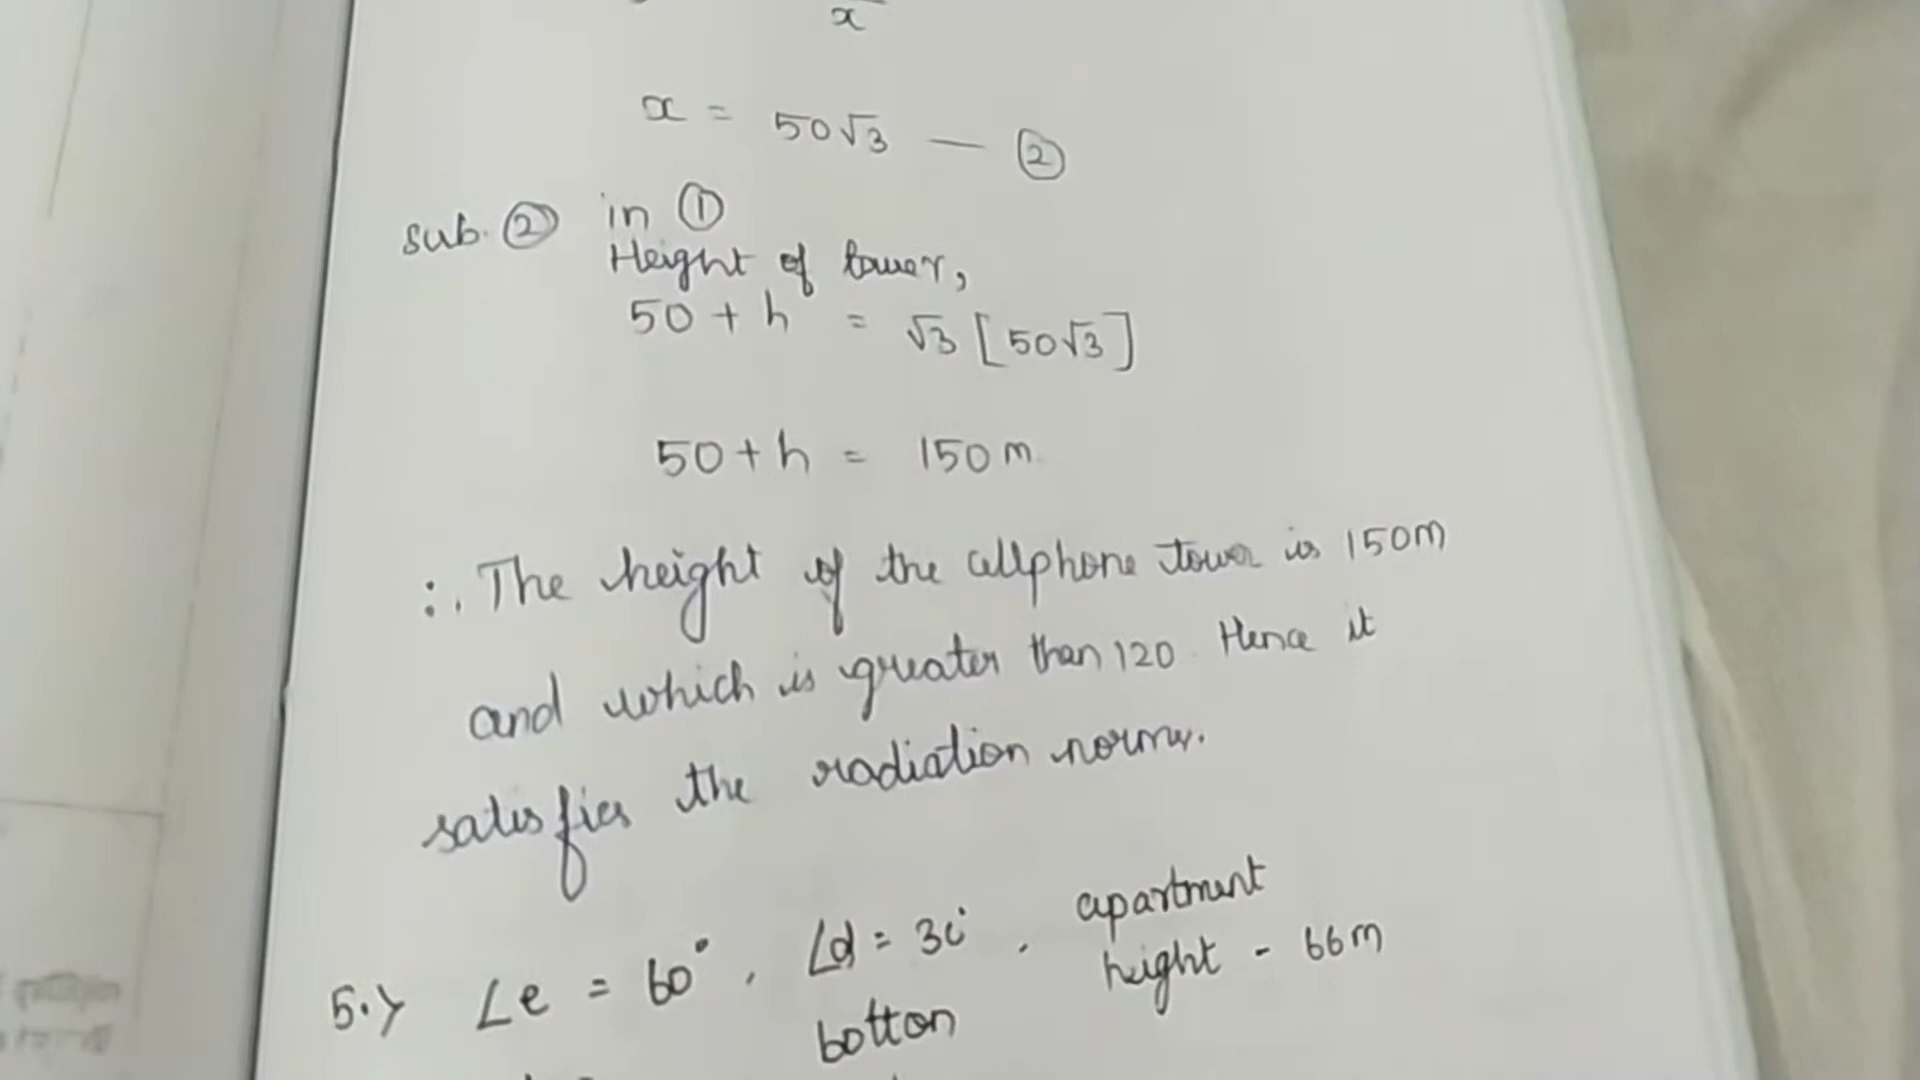 x
x = 50√3 — ②
sub. ② in ①
Height of tower,
50 + h = √3 [50√3]
50 + h = 150 m
∴ The height of the cellphone tower is 150m
and which is greater than 120. Hence it
satisfies the radiation norms.
5.) ∠e = 60°, ∠d = 30°, apartment
botton height - 66m